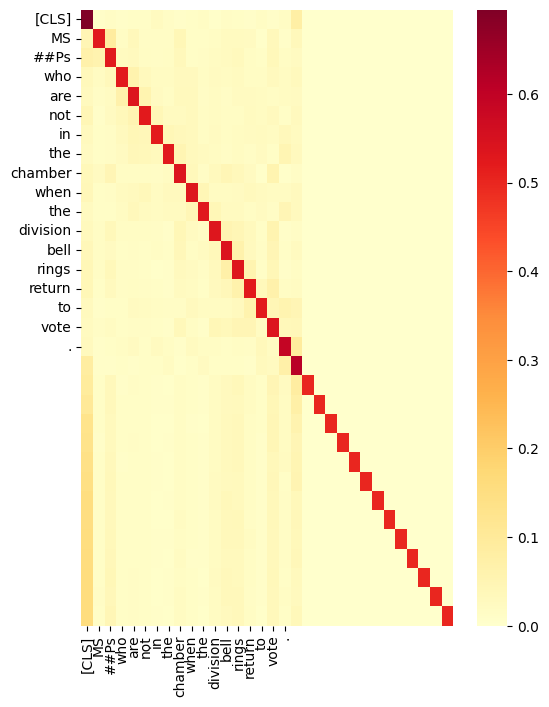 [CLS]
MS
##Ps
who
are
not
in
the
chamber
when
the
division
bell
rings
return
to
vote
.
0.6
0.5
0.4
0.3
0.2
0.1
0.0
[CLS]
MS
##Ps
who
are
not
in
the
chamber
when
the
division
bell
rings
return
to
vote
.